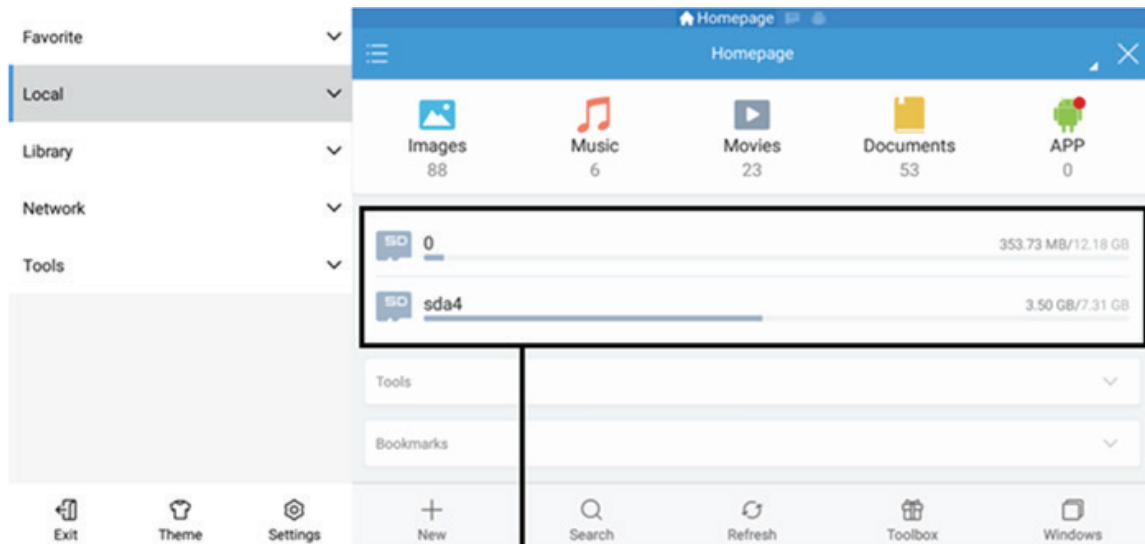 Favorite
Local
Library
Network
Tools
Exit
Theme
Settings
Homepage
Homepage
Images
Music
Movies
Documents
APP
88
6
23
53
0
SD 0 353.73 MB/12.18 GB
SD sda4 3.50 GB/7.31 GB
Tools
Bookmarks
New
Search
Refresh
Toolbox
Windows